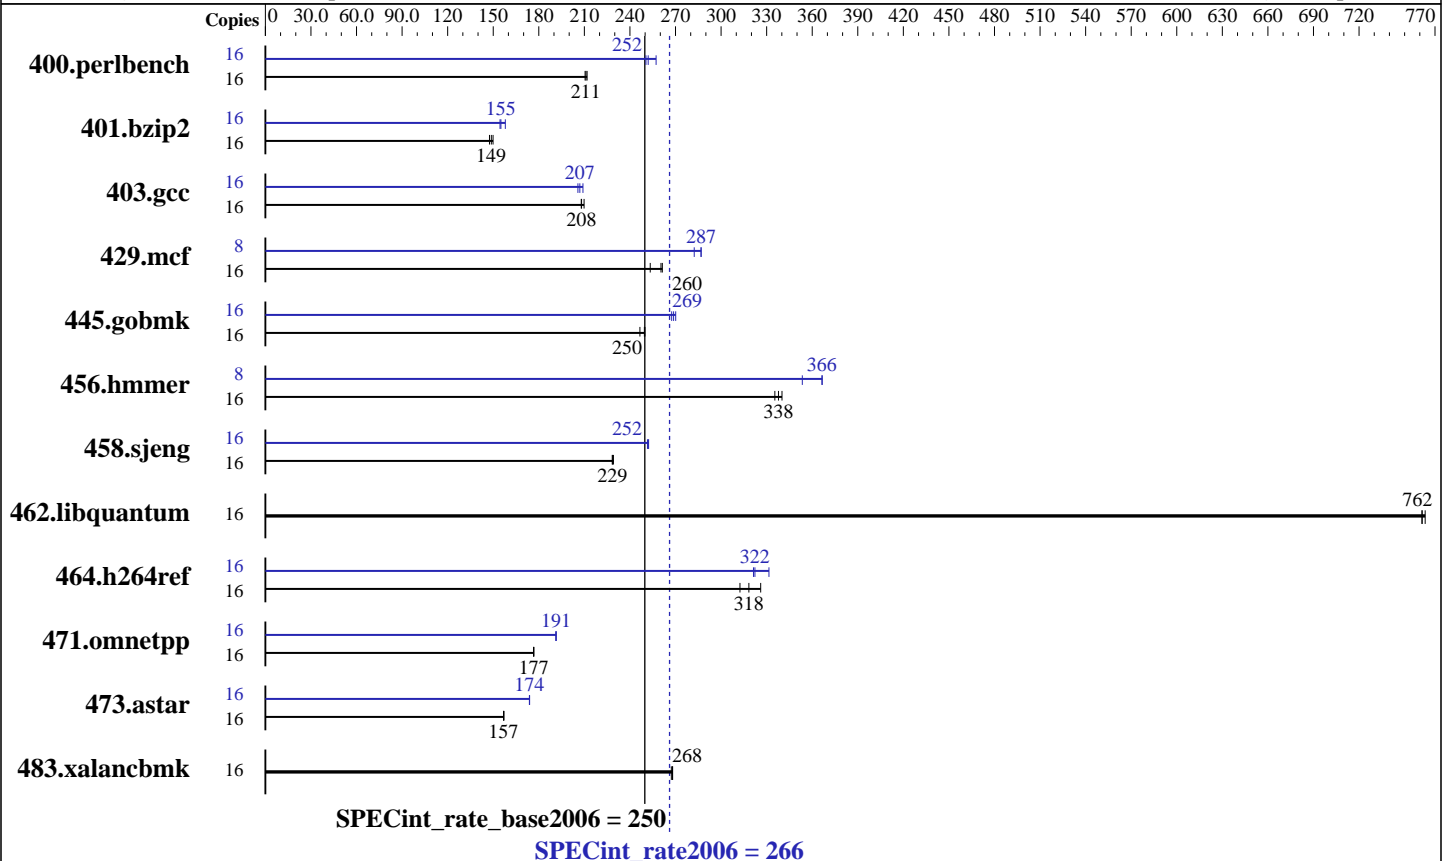 Copies 0 30.0 60.0 90.0 120 150 180 210 240 270 300 330 360 390 420 450 480 510 540 570 600 630 660 690 720 770
252
400.perlbench 16
16
211
155
401.bzip2 16
16
149
207
403.gcc 16
16
208
287
429.mcf 8
16
260
269
445.gobmk 16
16
250
366
456.hmmer 8
16
338
252
458.sjeng 16
16
229
762
462.libquantum 16
322
464.h264ref 16
16
318
191
471.omnetpp 16
16
177
174
473.astar 16
16
157
268
483.xalancbmk 16
SPECint_rate_base2006 = 250
SPECint_rate2006 = 266